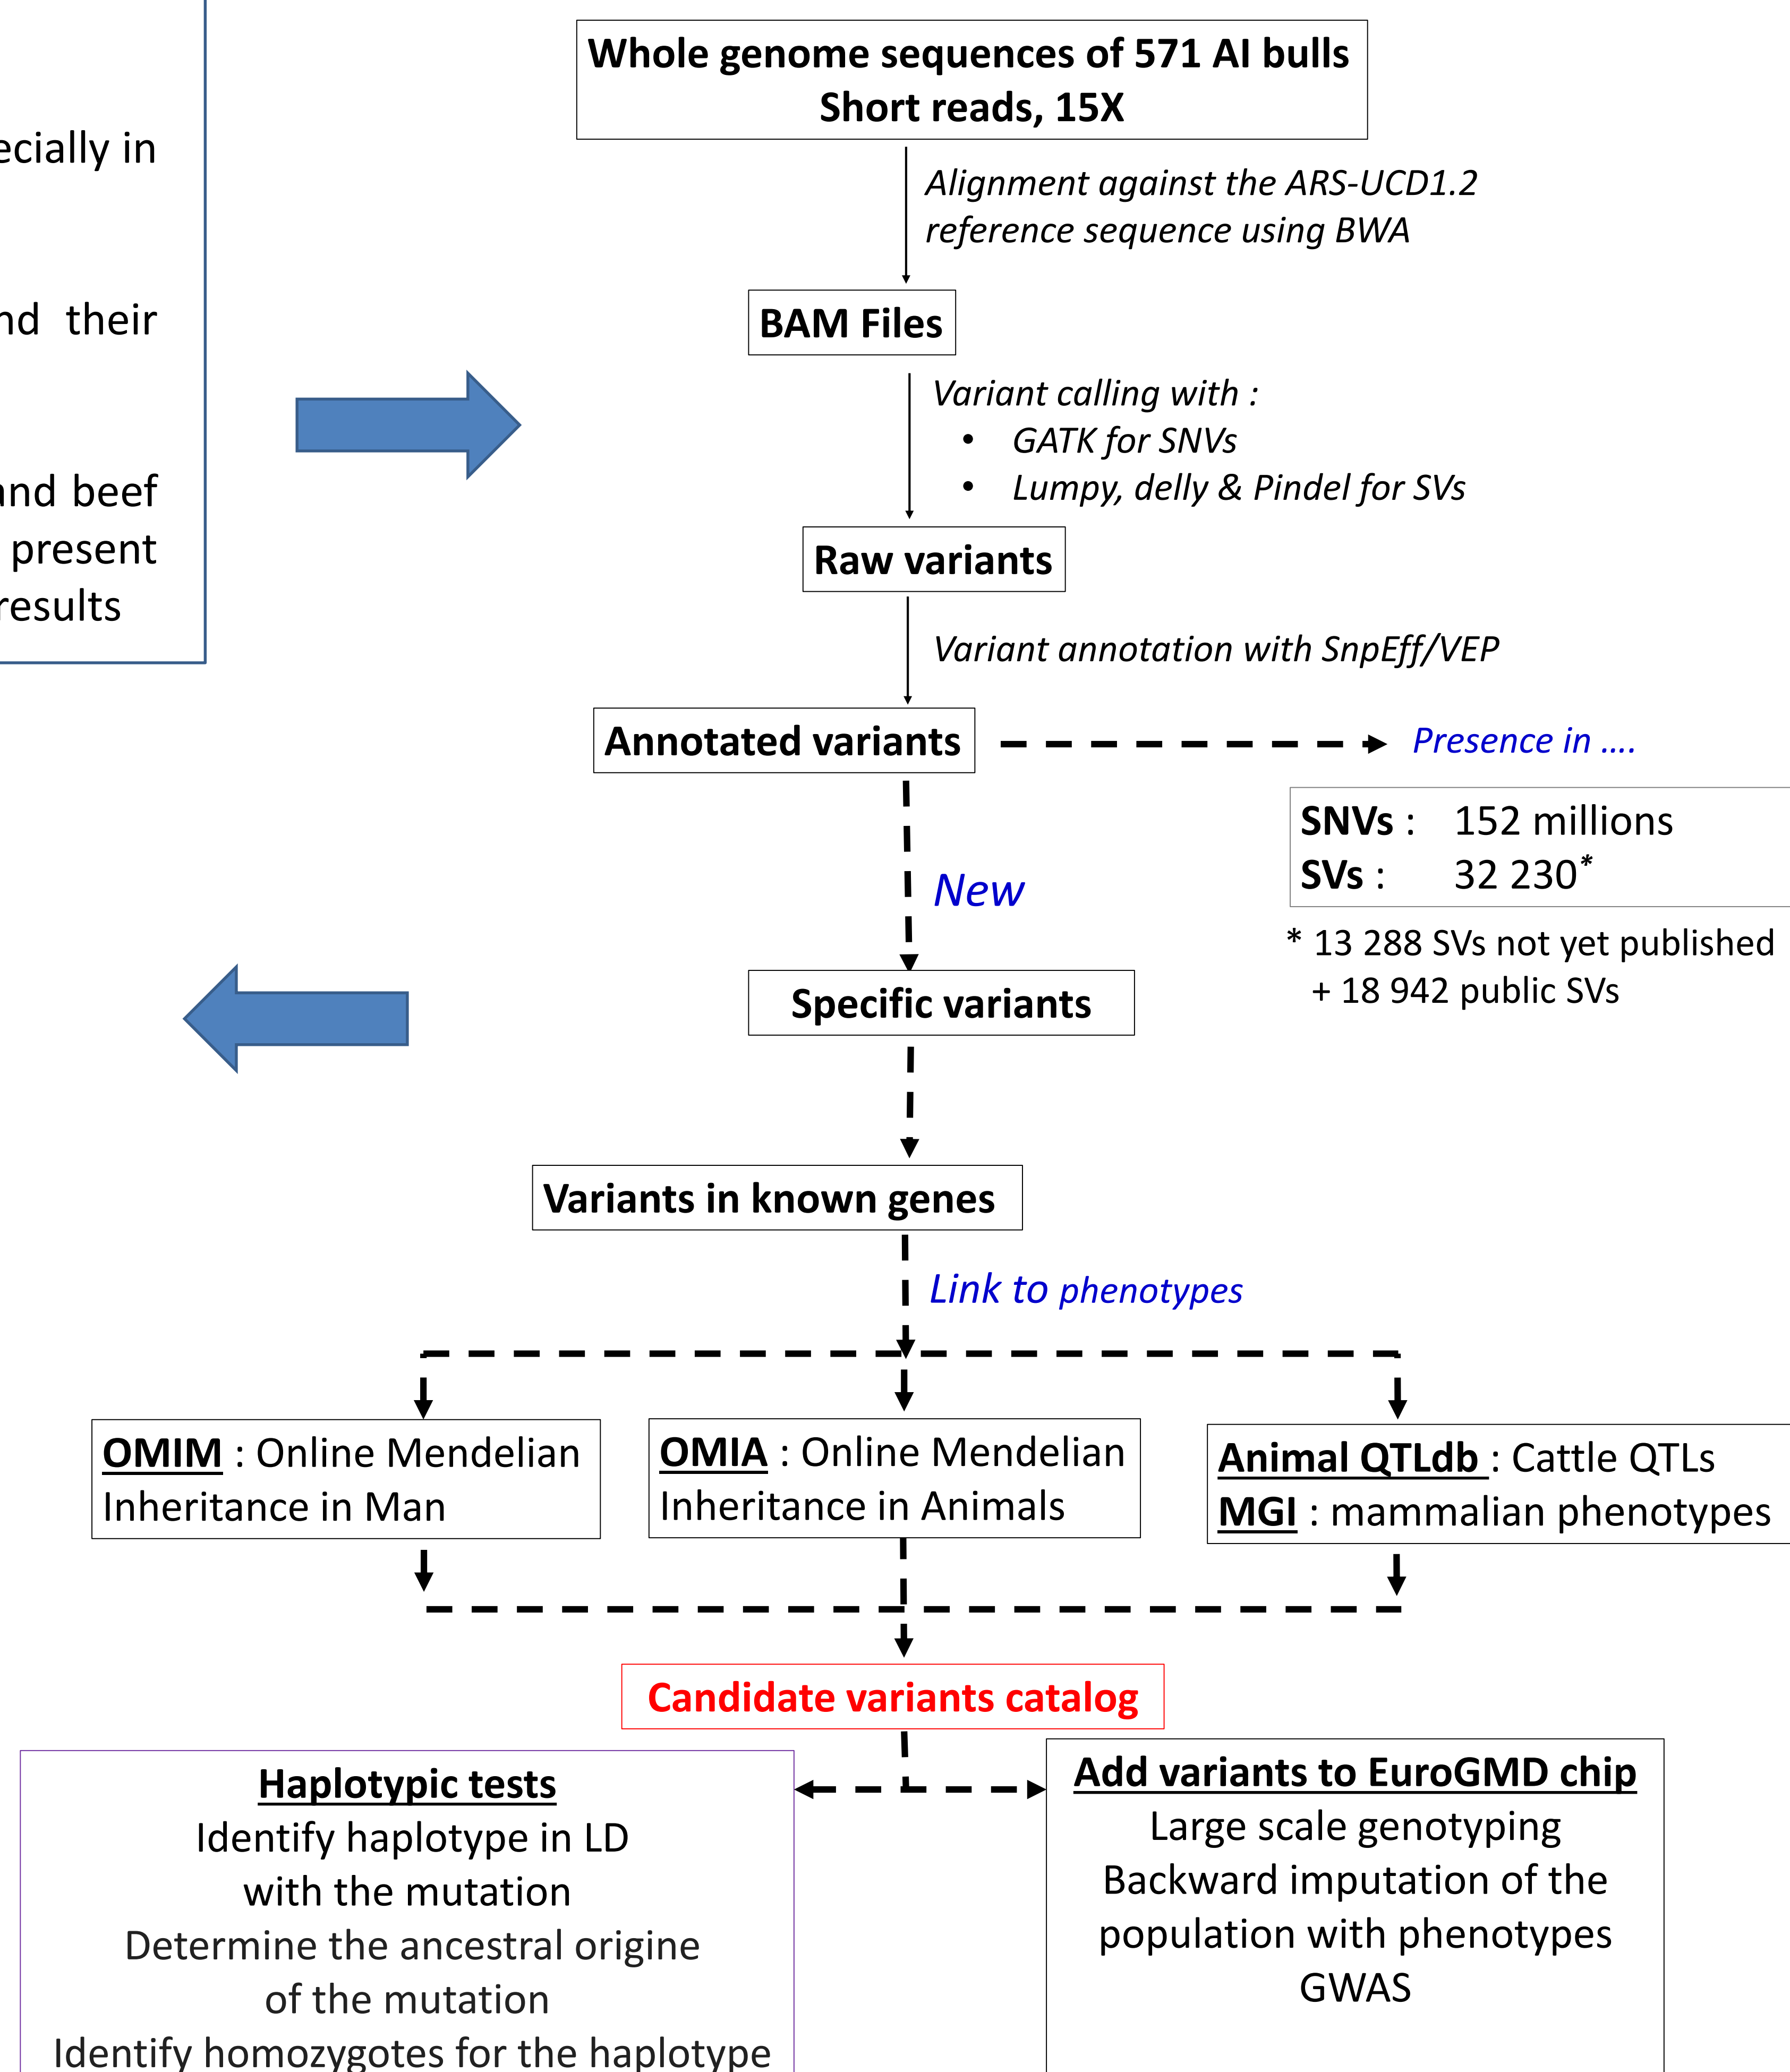 ecially in
nd their
and beef
present
results
Whole genome sequences of 571 AI bulls
Short reads, 15X
Alignment against the ARS-UCD1.2
reference sequence using BWA
BAM Files
Variant calling with :
• GATK for SNVs
• Lumpy, delly & Pindel for SVs
Raw variants
Variant annotation with SnpEff/VEP
Annotated variants
Presence in ....
SNVs : 152 millions
SVs : 32 230*
* 13 288 SVs not yet published
+ 18 942 public SVs
New
Specific variants
Variants in known genes
Link to phenotypes
OMIM : Online Mendelian
Inheritance in Man
OMIA : Online Mendelian
Inheritance in Animals
Animal QTLdb : Cattle QTLs
MGI : mammalian phenotypes
Candidate variants catalog
Haplotypic tests
Identify haplotype in LD
with the mutation
Determine the ancestral origine
of the mutation
Identify homozygotes for the haplotype
Add variants to EuroGMD chip
Large scale genotyping
Backward imputation of the
population with phenotypes
GWAS